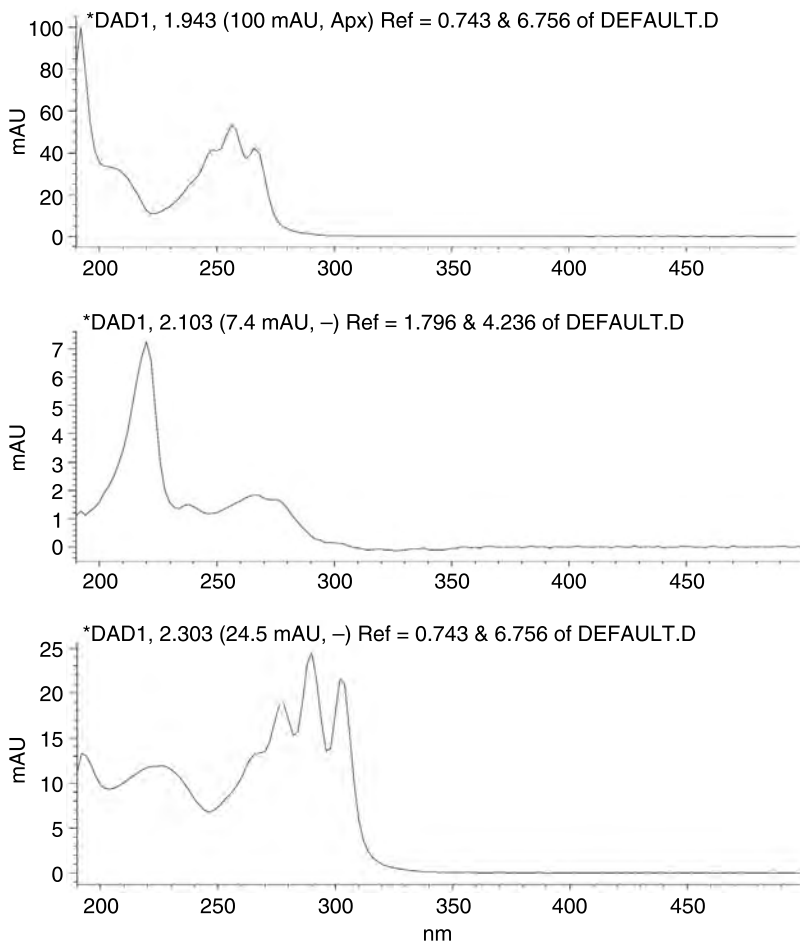 *DAD1, 1.943 (100 mAU, Apx) Ref = 0.743 & 6.756 of DEFAULT.D
100
80
60
40
20
0
mAU
200 250 300 350 400 450
*DAD1, 2.103 (7.4 mAU, –) Ref = 1.796 & 4.236 of DEFAULT.D
7
6
5
4
3
2
1
0
mAU
200 250 300 350 400 450
*DAD1, 2.303 (24.5 mAU, –) Ref = 0.743 & 6.756 of DEFAULT.D
25
20
15
10
5
0
mAU
200 250 300 350 400 450
nm